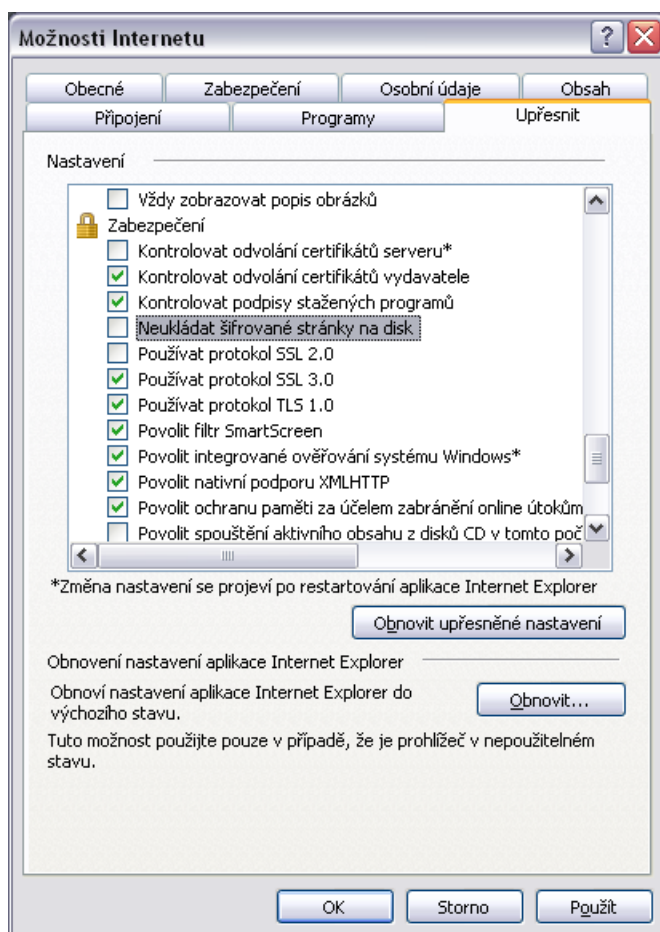 Možnosti Internetu
Obecné Zabezpečení Osobní údaje Obsah
Připojení Programy Upřesnit
Nastavení
Vždy zobrazovat popis obrázků
Zabezpečení
Kontrolovat odvolání certifikátů serveru*
Kontrolovat odvolání certifikátů vydavatele
Kontrolovat podpisy stažených programů
Neukládat šifrované stránky na disk
Používat protokol SSL 2.0
Používat protokol SSL 3.0
Používat protokol TLS 1.0
Povolit filtr SmartScreen
Povolit integrované ověřování systému Windows*
Povolit nativní podporu XMLHTTP
Povolit ochranu paměti za účelem zabránění online útokům
Povolit spouštění aktivního obsahu z disků CD v tomto poč
*Změna nastavení se projeví po restartování aplikace Internet Explorer
Obnovit upřesněné nastavení
Obnovení nastavení aplikace Internet Explorer
Obnoví nastavení aplikace Internet Explorer do
výchozího stavu.
Obnovit...
Tuto možnost použijte pouze v případě, že je prohlížeč v nepoužitelném
stavu.
OK Storno Použít